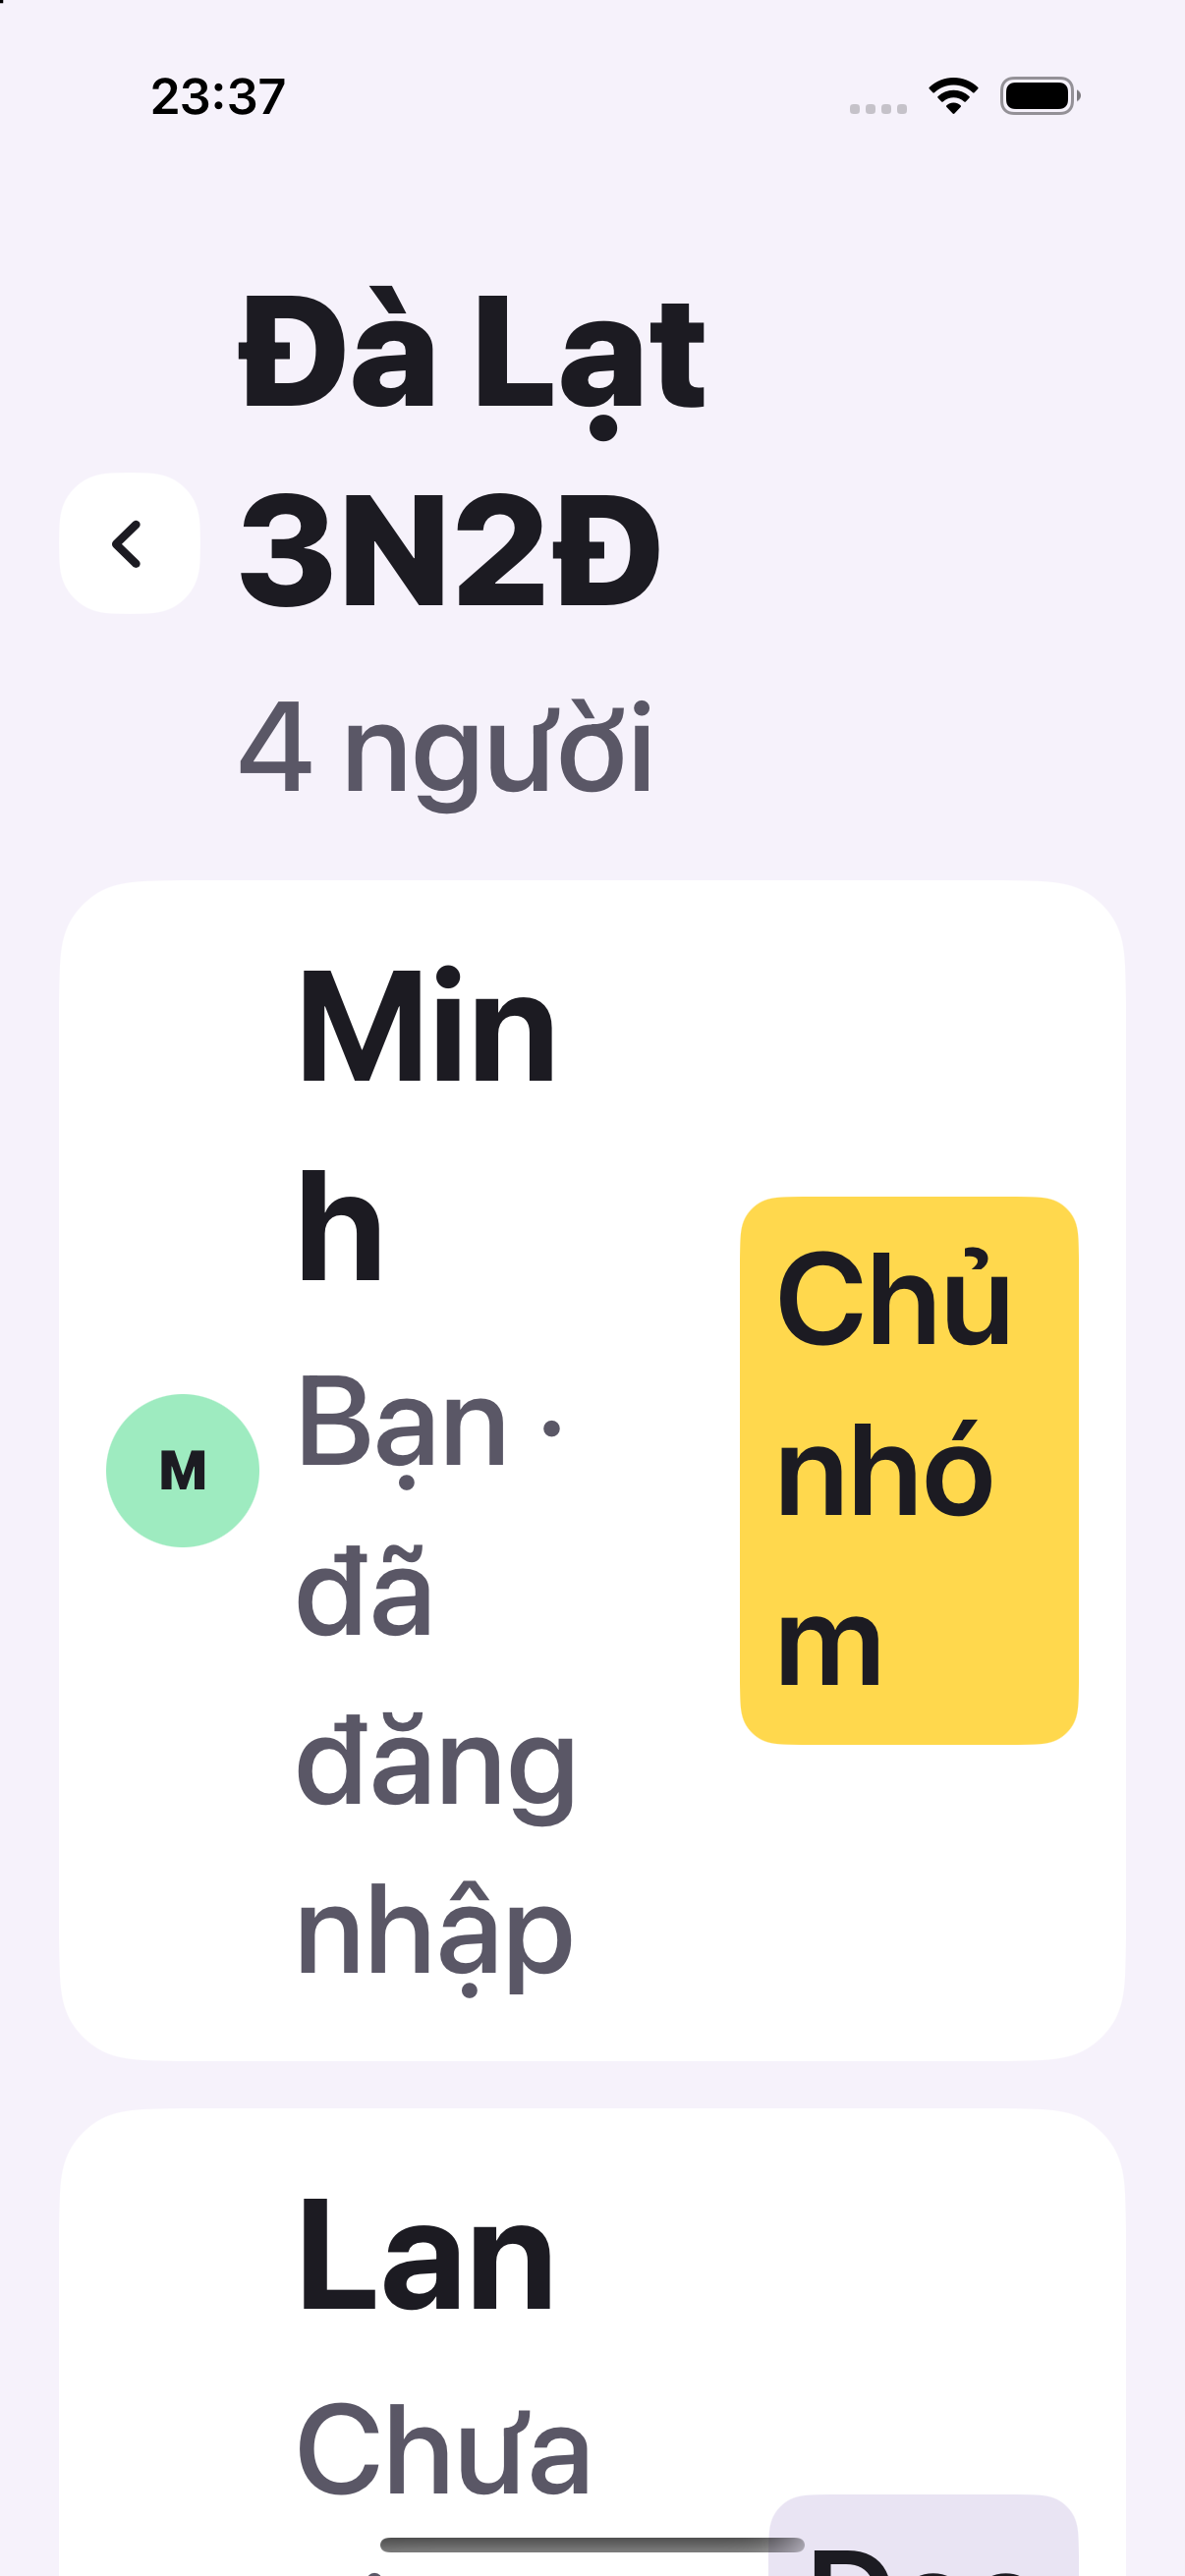 23:37
Đà Lạt
3N2Đ
4 người
Min
h
M
Bạn ·
đã
đăng
nhập
Chủ
nhó
m
Lan
Chưa